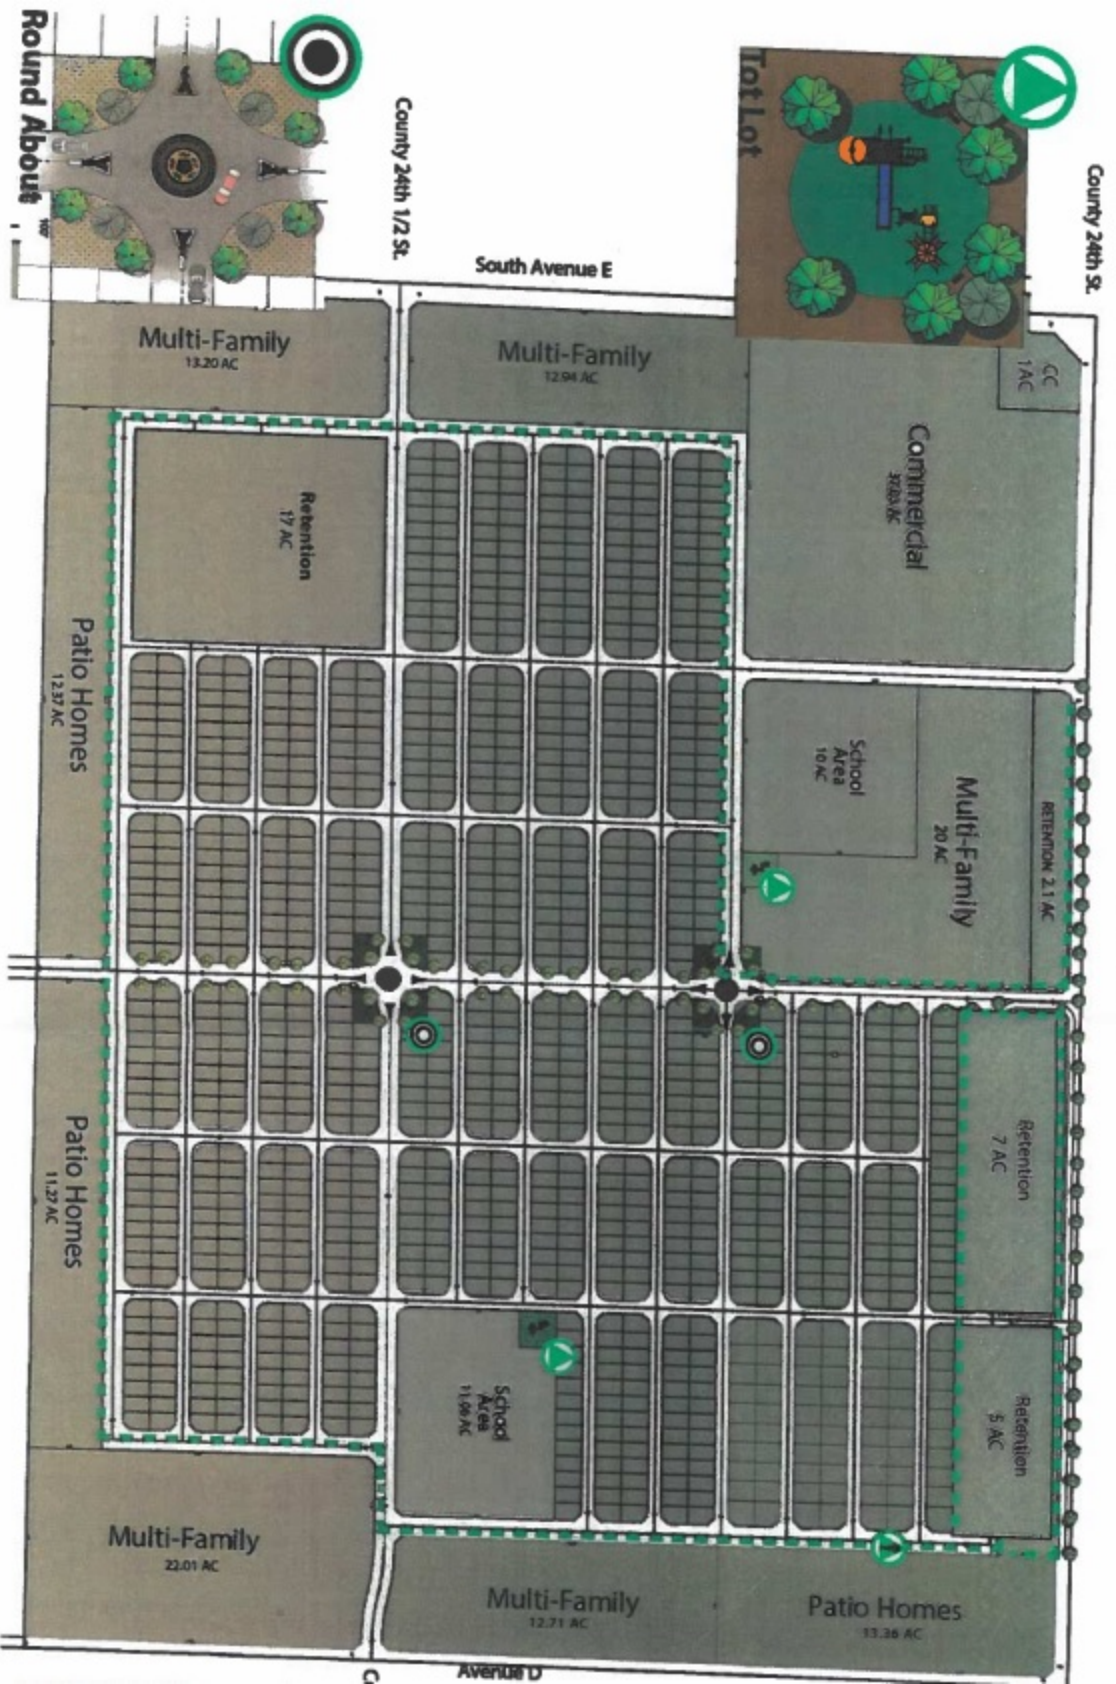 Round About
100'
County 24th 1/2 St.
Tot Lot
County 24th St.
South Avenue E
Multi-Family
13.20 AC
Multi-Family
12.94 AC
CC
1 AC
Commercial
Retention
17 AC
Patio Homes
12.37 AC
School
Area
10 AC
Multi-Family
20 AC
RETENTION 2.1 AC
Patio Homes
11.27 AC
Retention
7 AC
School
Area
11.06 AC
Retention
5 AC
Multi-Family
22.01 AC
Multi-Family
12.71 AC
Patio Homes
13.36 AC
Avenue D